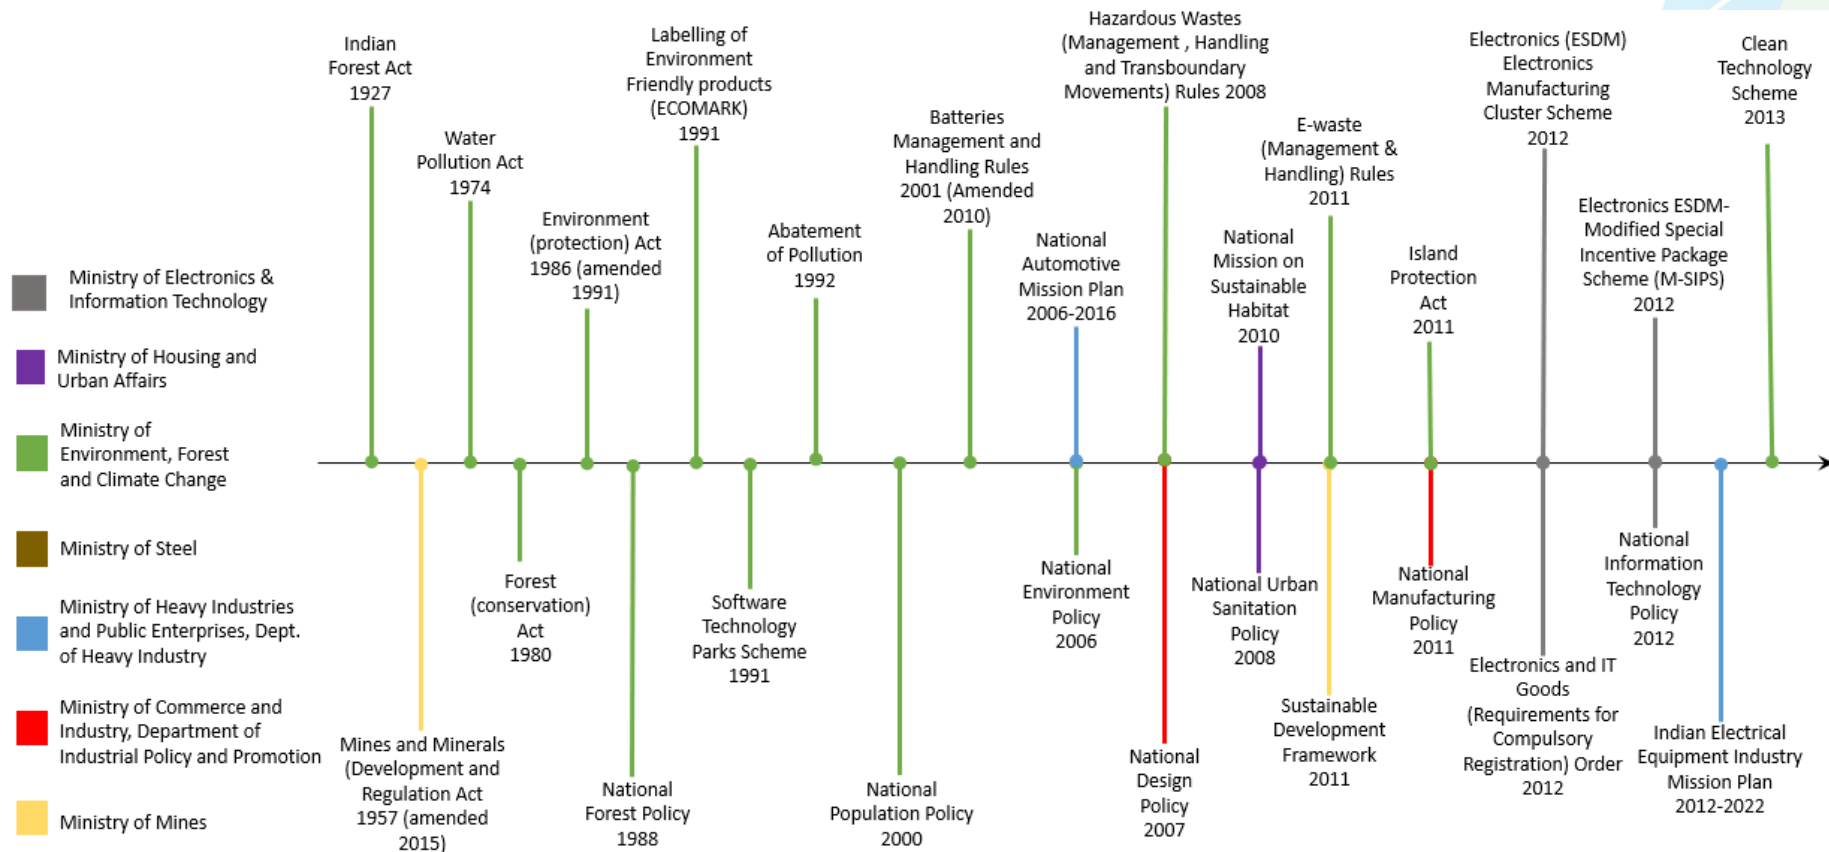 Indian
Forest Act
1927
Water
Pollution Act
1974
Environment
(protection) Act
1986 (amended
1991)
Labelling of
Environment
Friendly products
(ECOMARK)
1991
Abatement
of Pollution
1992
Batteries
Management and
Handling Rules
2001 (Amended
2010)
National
Automotive
Mission Plan
2006-2016
Hazardous Wastes
(Management , Handling
and Transboundary
Movements) Rules 2008
National
Mission on
Sustainable
Habitat
2010
E-waste
(Management &
Handling) Rules
2011
Island
Protection
Act
2011
Electronics (ESDM)
Electronics
Manufacturing
Cluster Scheme
2012
Electronics ESDM-
Modified Special
Incentive Package
Scheme (M-SIPS)
2012
Clean
Technology
Scheme
2013
Ministry of Electronics &
Information Technology
Ministry of Housing and
Urban Affairs
Ministry of
Environment, Forest
and Climate Change
Ministry of Steel
Ministry of Heavy Industries
and Public Enterprises, Dept.
of Heavy Industry
Ministry of Commerce and
Industry, Department of
Industrial Policy and Promotion
Ministry of Mines
Mines and Minerals
(Development and
Regulation Act
1957 (amended
2015)
Forest
(conservation)
Act
1980
National
Forest Policy
1988
Software
Technology
Parks Scheme
1991
National
Population Policy
2000
National
Environment
Policy
2006
National
Design
Policy
2007
National Urban
Sanitation
Policy
2008
Sustainable
Development
Framework
2011
National
Manufacturing
Policy
2011
Electronics and IT
Goods
(Requirements for
Compulsory
Registration) Order
2012
National
Information
Technology
Policy
2012
Indian Electrical
Equipment Industry
Mission Plan
2012-2022